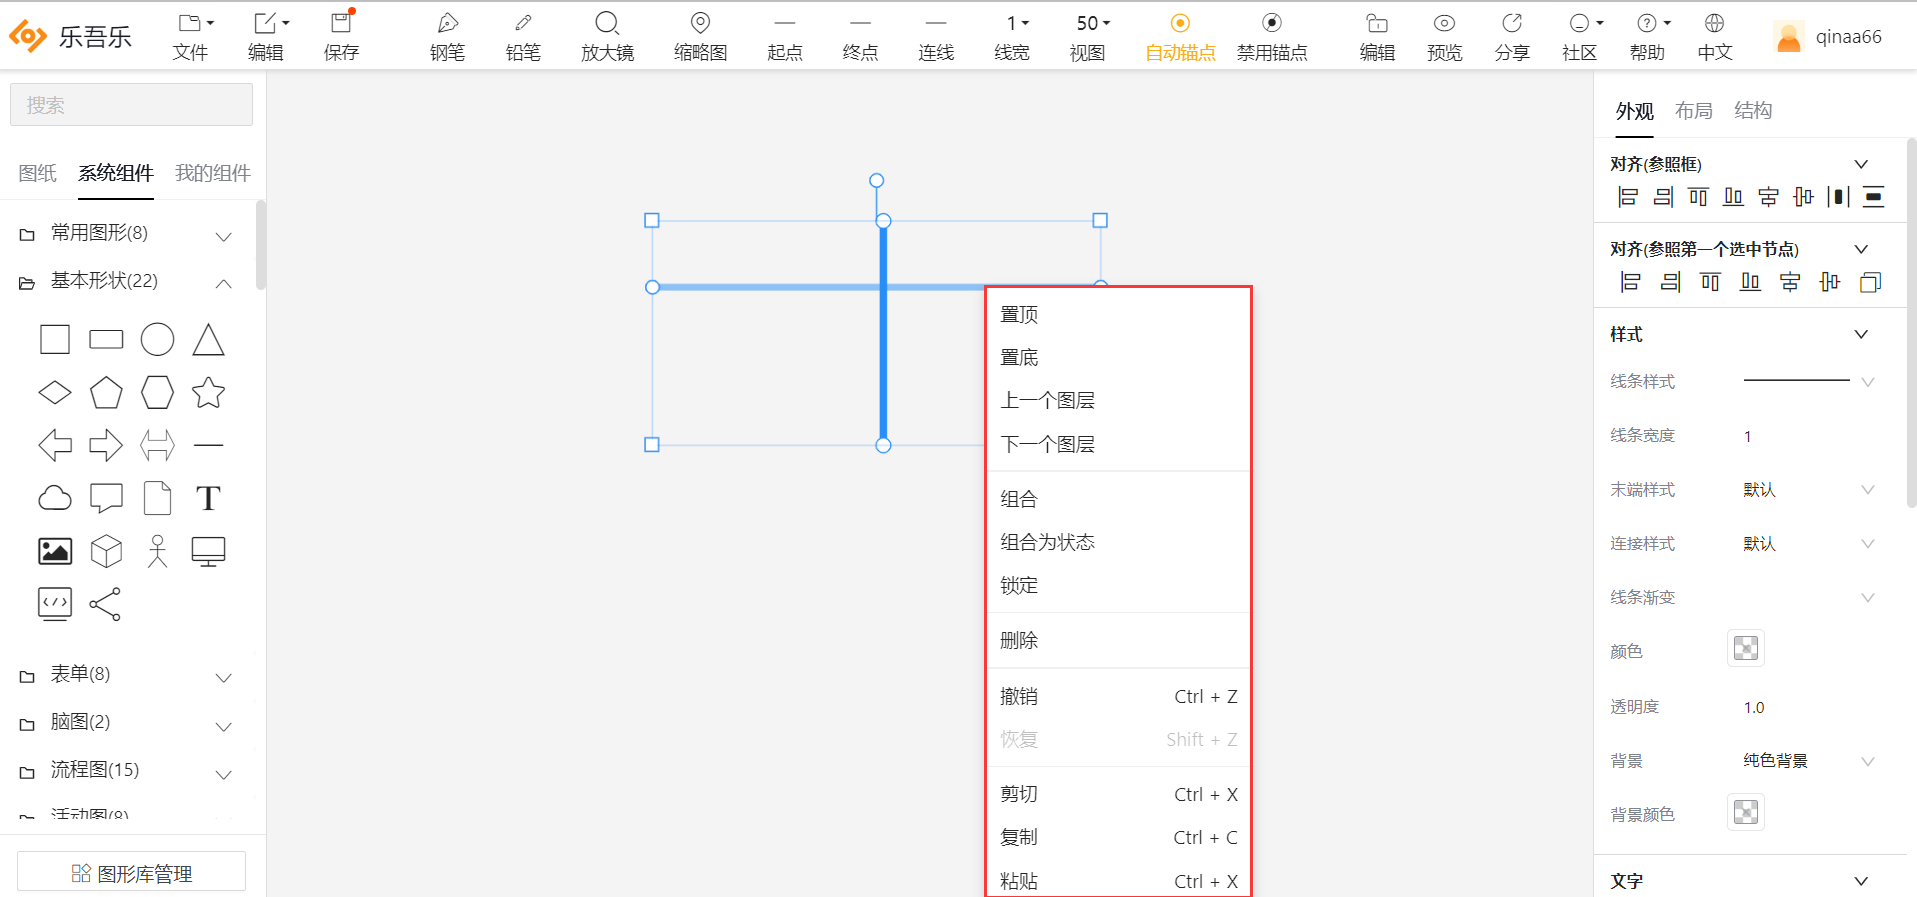 乐吾乐
文件
编辑
保存
钢笔
铅笔
放大镜
缩略图
起点
终点
连线
1
线宽
50
视图
自动锚点
禁用锚点
编辑
预览
分享
社区
帮助
中文
qinaa66
搜索
图纸 系统组件 我的组件
常用图形(8)
基本形状(22)
T
表单(8)
脑图(2)
流程图(15)
活动图(8)
图形库管理
置顶
置底
上一个图层
下一个图层
组合
组合为状态
锁定
删除
撤销 Ctrl + Z
恢复 Shift + Z
剪切 Ctrl + X
复制 Ctrl + C
粘贴 Ctrl + X
外观 布局 结构
对齐(参照框)
对齐(参照第一个选中节点)
样式
线条样式
线条宽度 1
末端样式 默认
连接样式 默认
线条渐变
颜色
透明度 1.0
背景 纯色背景
背景颜色
文字